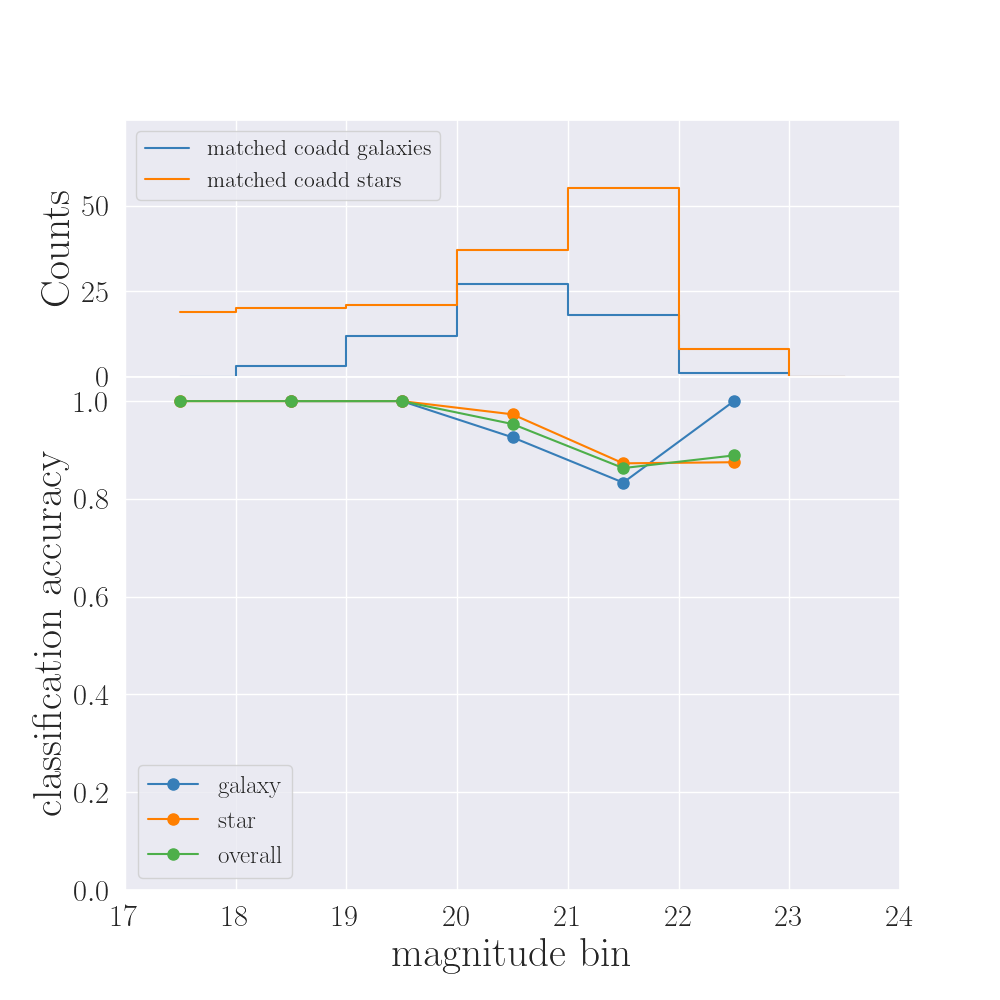 matched coadd galaxies
matched coadd stars
Counts
50
25
0
1.0
0.8
0.6
0.4
0.2
0.0
classification accuracy
galaxy
star
overall
17 18 19 20 21 22 23 24
magnitude bin